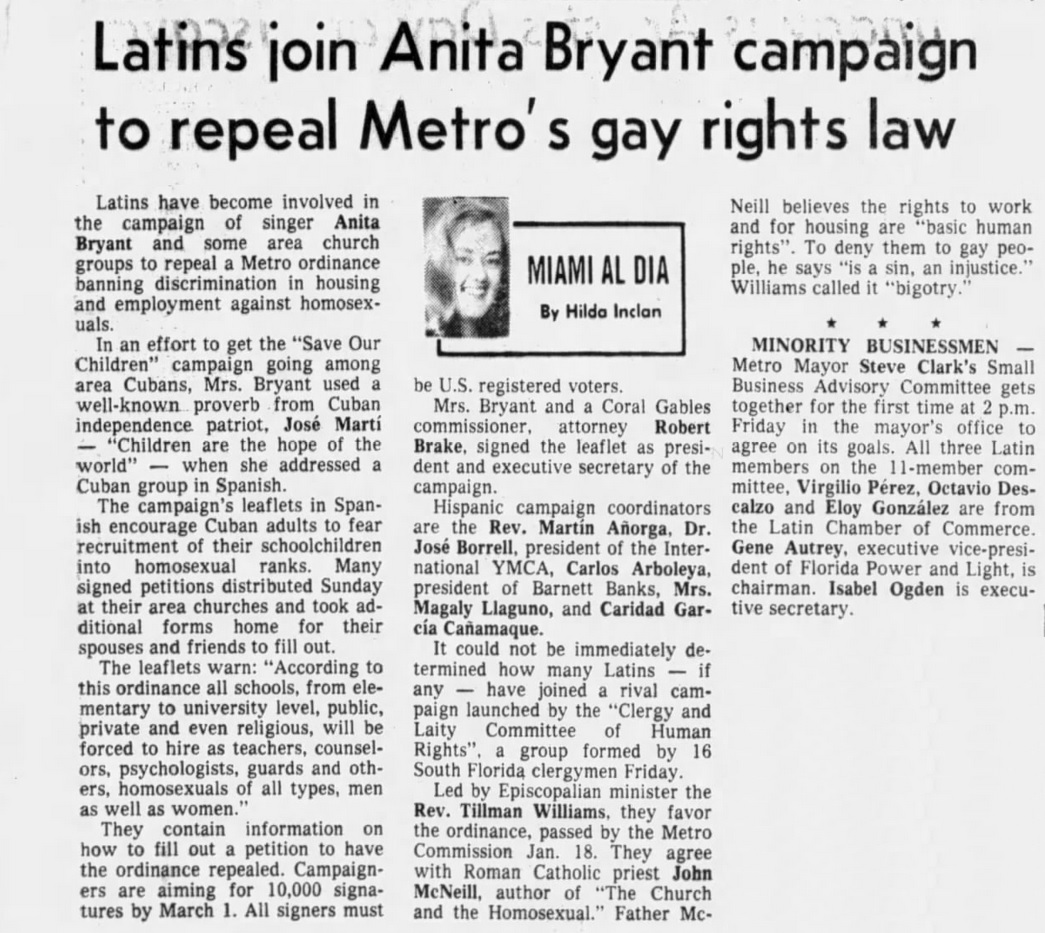 Latins join Anita Bryant campaign
to repeal Metro's gay rights law
Latins have become involved in
the campaign of singer Anita
Bryant and some area church
groups to repeal a Metro ordinance
banning discrimination in housing
and employment against homosex-
uals.
In an effort to get the "Save Our
Children" campaign going among
area Cubans, Mrs. Bryant used a
well-known proverb from Cuban
independence patriot, José Martí
— "Children are the hope of the
world" — when she addressed a
Cuban group in Spanish.
The campaign's leaflets in Span-
ish encourage Cuban adults to fear
recruitment of their schoolchildren
into homosexual ranks. Many
signed petitions distributed Sunday
at their area churches and took ad-
ditional forms home for their
spouses and friends to fill out.
The leaflets warn: "According to
this ordinance all schools, from ele-
mentary to university level, public,
private and even religious, will be
forced to hire as teachers, counsel-
ors, psychologists, guards and oth-
ers, homosexuals of all types, men
as well as women."
They contain information on
how to fill out a petition to have
the ordinance repealed. Campaign-
ers are aiming for 10,000 signa-
tures by March 1. All signers must
MIAMI AL DIA
By Hilda Inclan
be U.S. registered voters.
Mrs. Bryant and a Coral Gables
commissioner, attorney Robert
Brake, signed the leaflet as presi-
dent and executive secretary of the
campaign.
Hispanic campaign coordinators
are the Rev. Martín Añorga, Dr.
José Borrell, president of the Inter-
national YMCA, Carlos Arboleya,
president of Barnett Banks, Mrs.
Magaly Llaguno, and Caridad Gar-
cía Cañamaque.
It could not be immediately de-
termined how many Latins — if
any — have joined a rival cam-
paign launched by the "Clergy and
Laity Committee of Human
Rights", a group formed by 16
South Florida clergymen Friday.
Led by Episcopalian minister the
Rev. Tillman Williams, they favor
the ordinance, passed by the Metro
Commission Jan. 18. They agree
with Roman Catholic priest John
McNeill, author of "The Church
and the Homosexual." Father Mc-
Neill believes the rights to work
and for housing are "basic human
rights". To deny them to gay peo-
ple, he says "is a sin, an injustice."
Williams called it "bigotry."
★ ★ ★
MINORITY BUSINESSMEN —
Metro Mayor Steve Clark's Small
Business Advisory Committee gets
together for the first time at 2 p.m.
Friday in the mayor's office to
agree on its goals. All three Latin
members on the 11-member com-
mittee, Virgilio Pérez, Octavio Des-
calzo and Eloy González are from
the Latin Chamber of Commerce.
Gene Autrey, executive vice-presi-
dent of Florida Power and Light, is
chairman. Isabel Ogden is execu-
tive secretary.